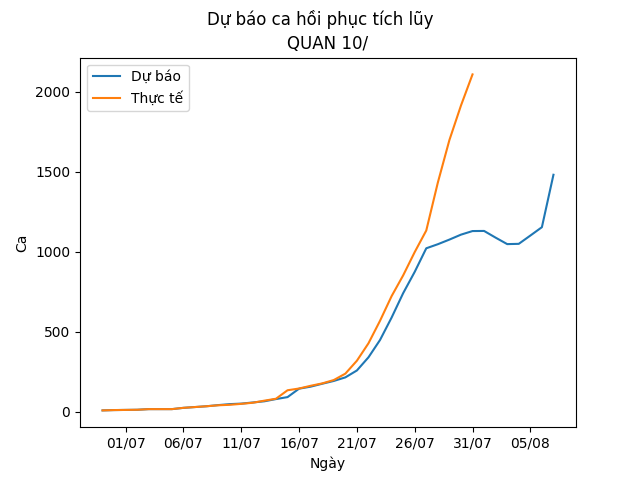 Dự báo ca hồi phục tích lũy
QUAN 10/
Dự báo
Thực tế
2000
1500
1000
500
0
Ca
01/07 06/07 11/07 16/07 21/07 26/07 31/07 05/08
Ngày